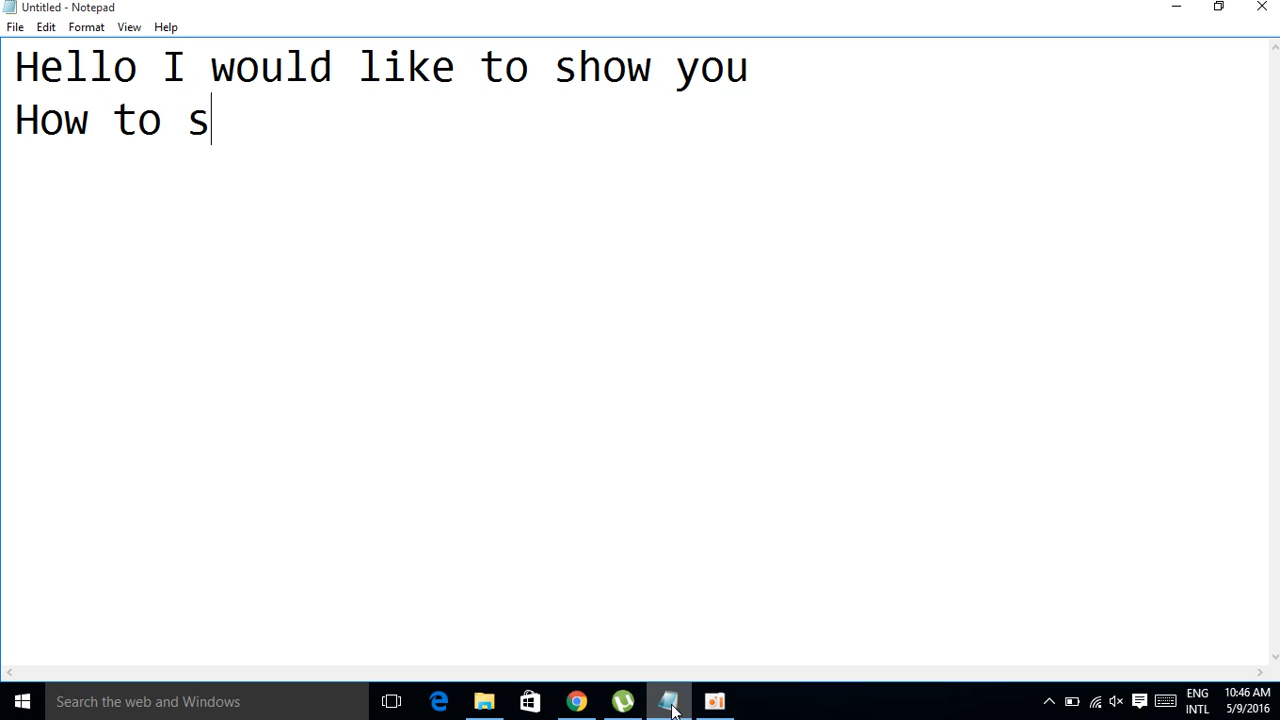 Untitled - Notepad
File Edit Format View Help
Hello I would like to show you
How to s
Search the web and Windows
ENG 10:46 AM
INTL 5/9/2016